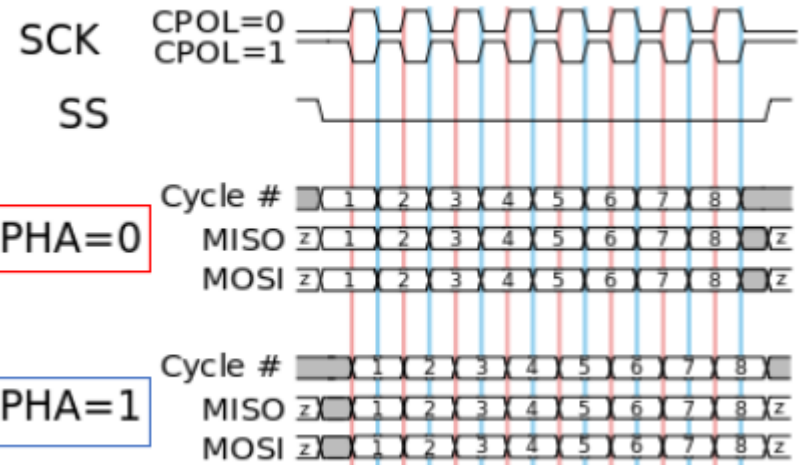 SCK CPOL=0
CPOL=1
SS
Cycle # 1 2 3 4 5 6 7 8
PHA=0 MISO z 1 2 3 4 5 6 7 8 z
MOSI z 1 2 3 4 5 6 7 8 z
Cycle # 1 2 3 4 5 6 7 8
PHA=1 MISO z 1 2 3 4 5 6 7 8 z
MOSI z 1 2 3 4 5 6 7 8 z